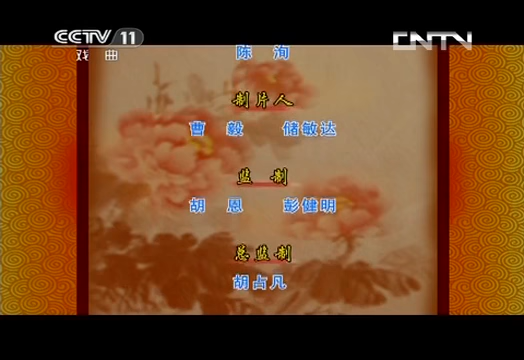 CCTV 11
戏 曲
CNTV
陈 洵
制片人
曹 毅 储敏达
监 制
胡 恩 彭健明
总监制
胡占凡